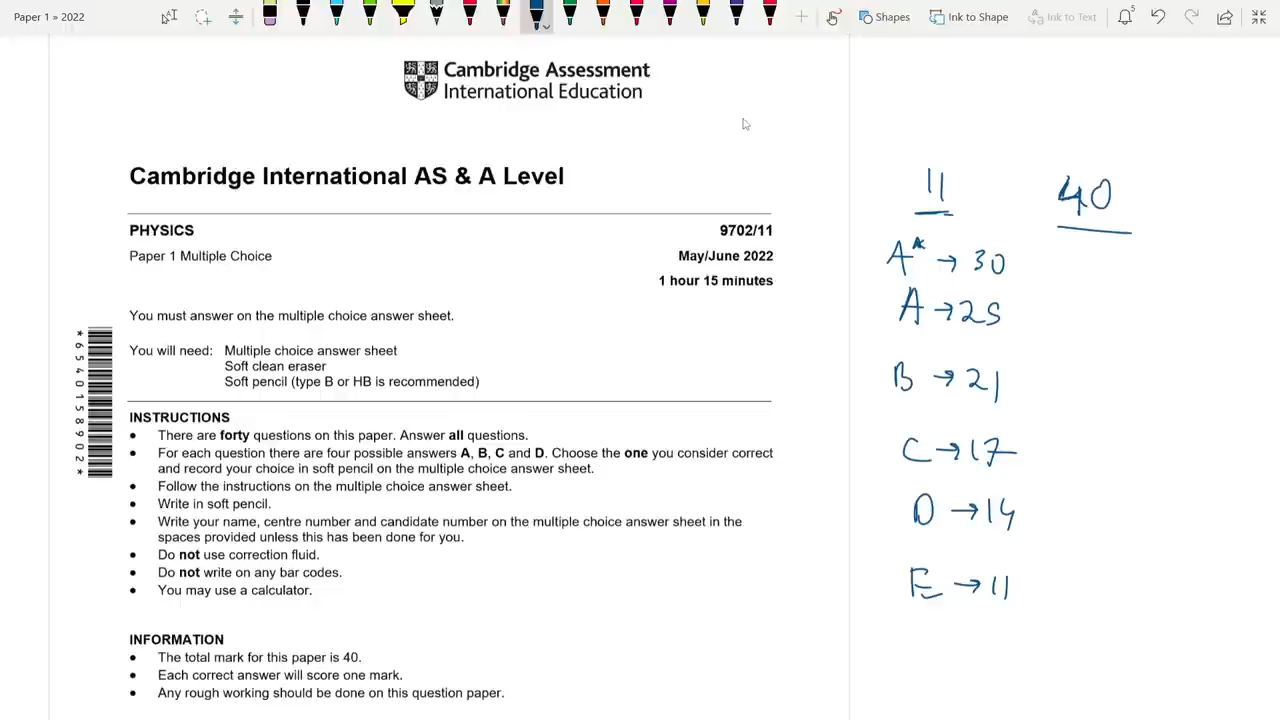 Paper 1 » 2022
Shapes
Ink to Shape
Ink to Text
5
Cambridge Assessment
International Education
Cambridge International AS & A Level
PHYSICS 9702/11
Paper 1 Multiple Choice May/June 2022
1 hour 15 minutes
You must answer on the multiple choice answer sheet.
You will need: Multiple choice answer sheet
Soft clean eraser
Soft pencil (type B or HB is recommended)
*6540158902*
INSTRUCTIONS
● There are forty questions on this paper. Answer all questions.
● For each question there are four possible answers A, B, C and D. Choose the one you consider correct
and record your choice in soft pencil on the multiple choice answer sheet.
● Follow the instructions on the multiple choice answer sheet.
● Write in soft pencil.
● Write your name, centre number and candidate number on the multiple choice answer sheet in the
spaces provided unless this has been done for you.
● Do not use correction fluid.
● Do not write on any bar codes.
● You may use a calculator.
INFORMATION
● The total mark for this paper is 40.
● Each correct answer will score one mark.
● Any rough working should be done on this question paper.
11 40
A* → 30
A → 25
B → 21
C → 17
D → 14
E → 11